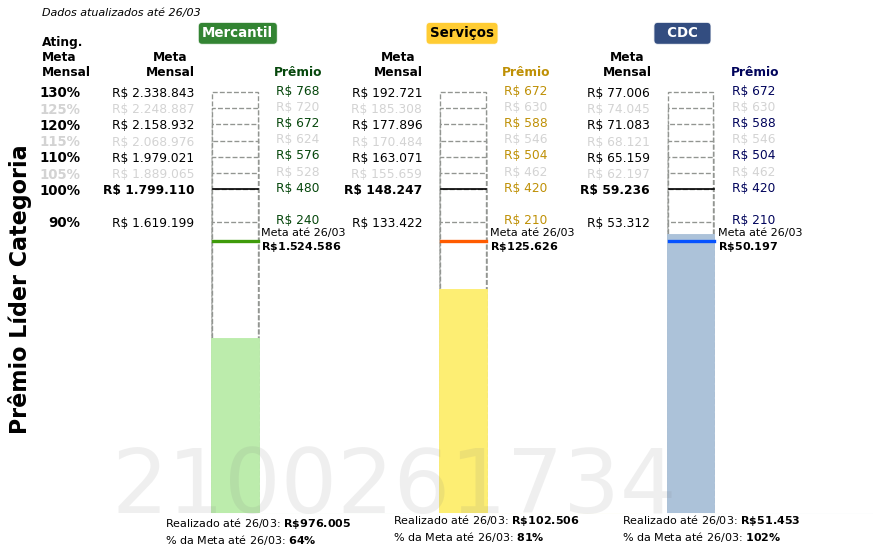 Dados atualizados até 26/03
Mercantil Serviços CDC
Ating.
Meta Meta Meta Meta
Mensal Mensal Prêmio Mensal Prêmio Mensal Prêmio
130% R$ 2.338.843 R$ 768 R$ 192.721 R$ 672 R$ 77.006 R$ 672
125% R$ 2.248.887 R$ 720 R$ 185.308 R$ 630 R$ 74.045 R$ 630
120% R$ 2.158.932 R$ 672 R$ 177.896 R$ 588 R$ 71.083 R$ 588
115% R$ 2.068.976 R$ 624 R$ 170.484 R$ 546 R$ 68.121 R$ 546
110% R$ 1.979.021 R$ 576 R$ 163.071 R$ 504 R$ 65.159 R$ 504
105% R$ 1.889.065 R$ 528 R$ 155.659 R$ 462 R$ 62.197 R$ 462
100% R$ 1.799.110 R$ 480 R$ 148.247 R$ 420 R$ 59.236 R$ 420
90% R$ 1.619.199 R$ 240 R$ 133.422 R$ 210 R$ 53.312 R$ 210
Meta até 26/03 Meta até 26/03 Meta até 26/03
R$1.524.586 R$125.626 R$50.197
Prêmio Líder Categoria
2100261734
Realizado até 26/03: R$976.005 Realizado até 26/03: R$102.506 Realizado até 26/03: R$51.453
% da Meta até 26/03: 64% % da Meta até 26/03: 81% % da Meta até 26/03: 102%